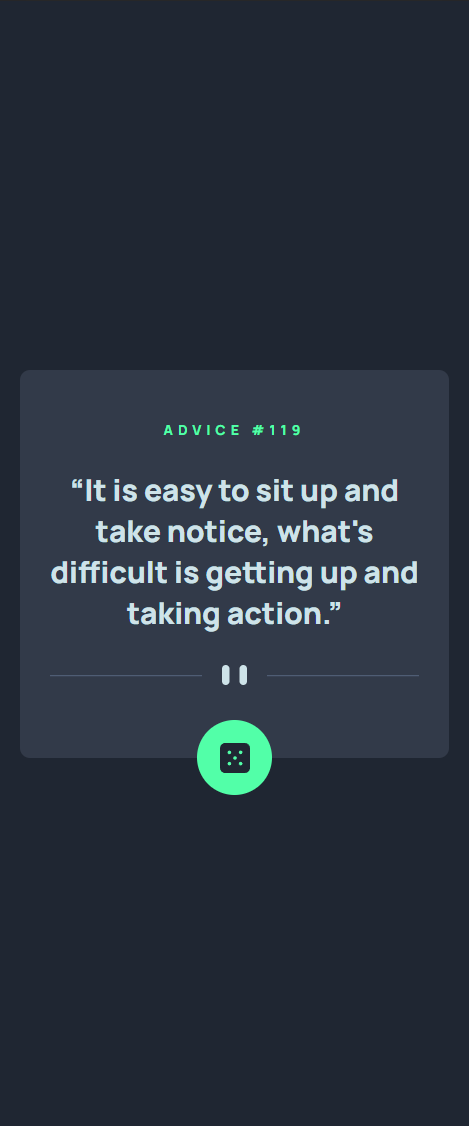 ADVICE #119
“It is easy to sit up and
take notice, what's
difficult is getting up and
taking action.”